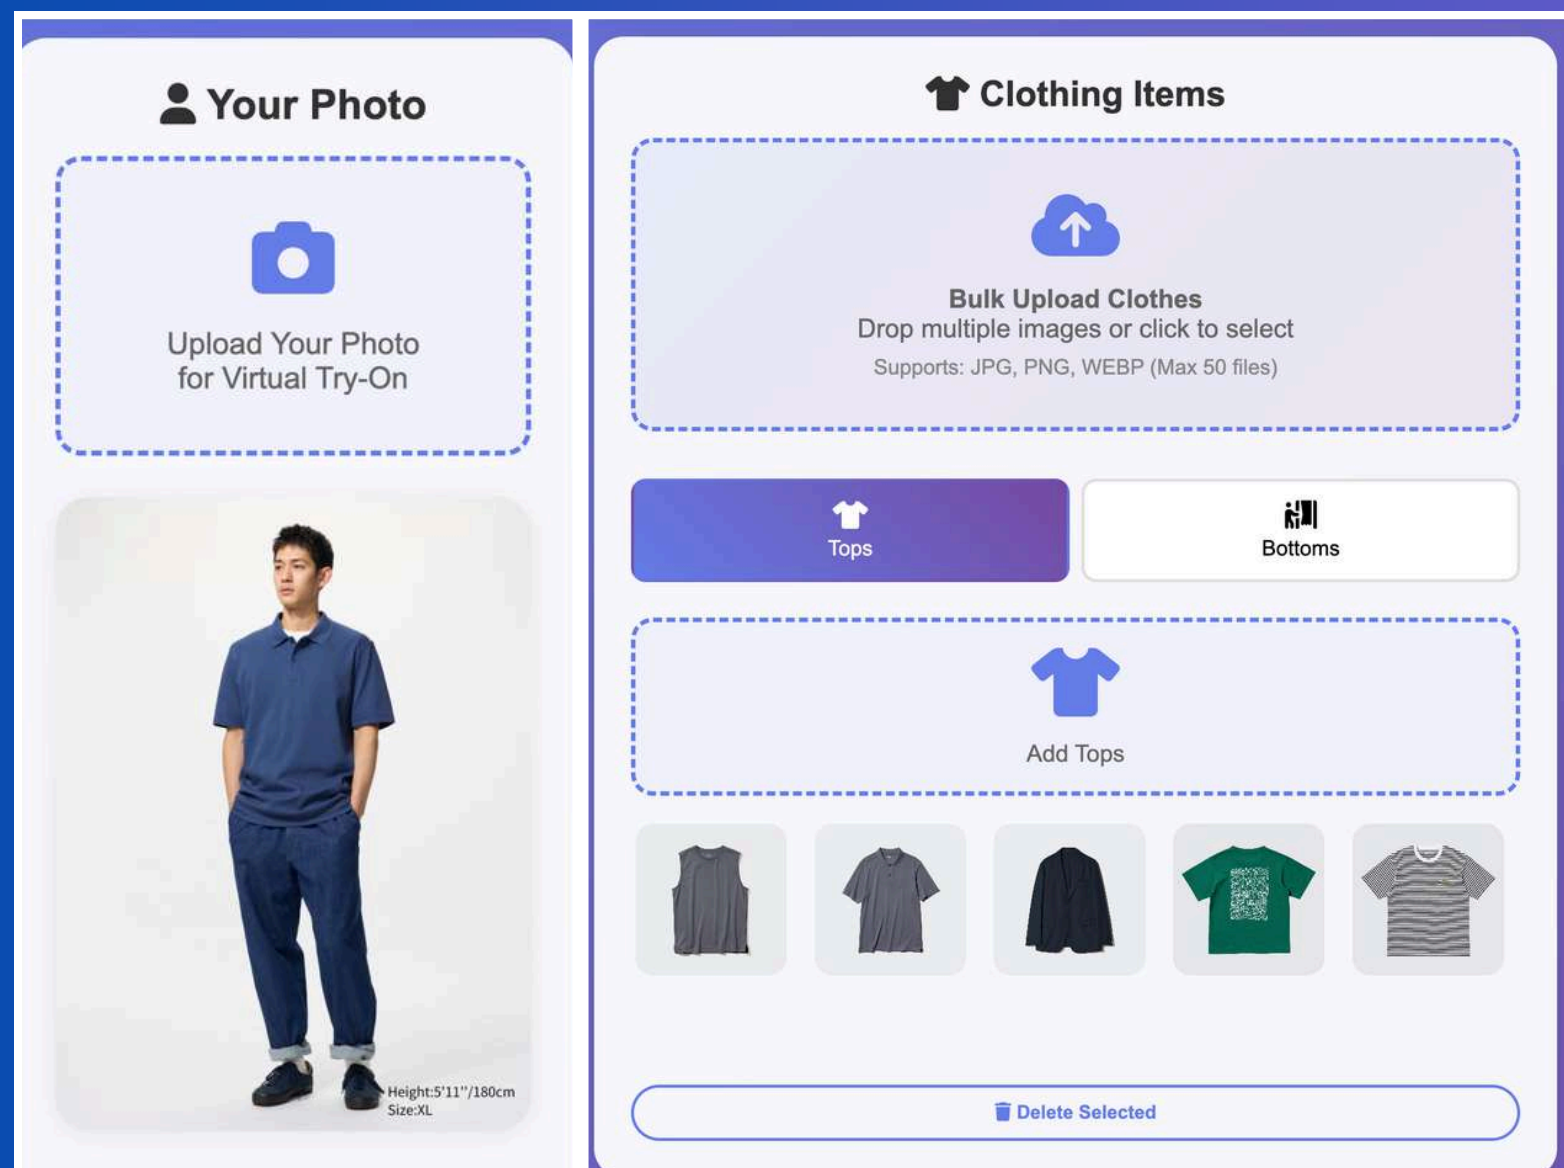 Your Photo
Upload Your Photo
for Virtual Try-On
Height:5'11"/180cm
Size:XL
Clothing Items
Bulk Upload Clothes
Drop multiple images or click to select
Supports: JPG, PNG, WEBP (Max 50 files)
Tops
Bottoms
Add Tops
Delete Selected